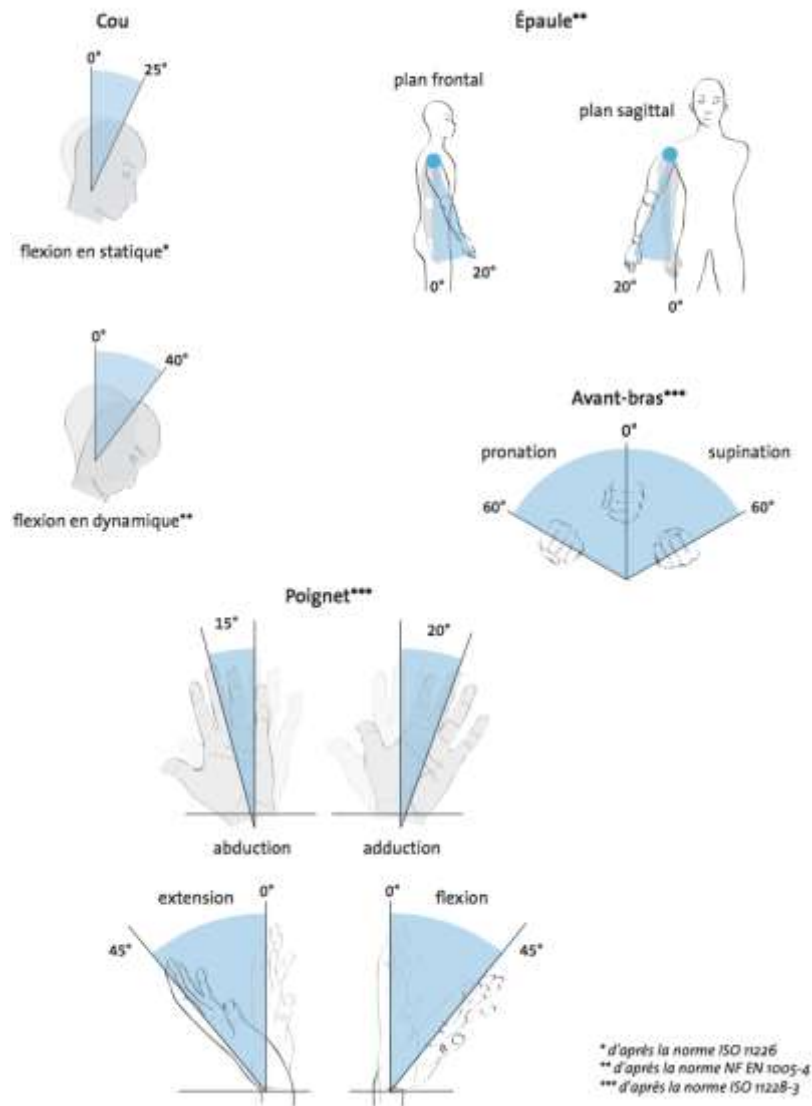 Cou
0°
25°
flexion en statique*
0°
40°
flexion en dynamique**
Épaule**
plan frontal
0°
20°
plan sagittal
20°
0°
Avant-bras***
0°
pronation
supination
60°
60°
Poignet***
15°
20°
abduction
adduction
extension
0°
45°
0°
flexion
45°
* d'après la norme ISO 11226
** d'après la norme NF EN 1005-4
*** d'après la norme ISO 11228-3